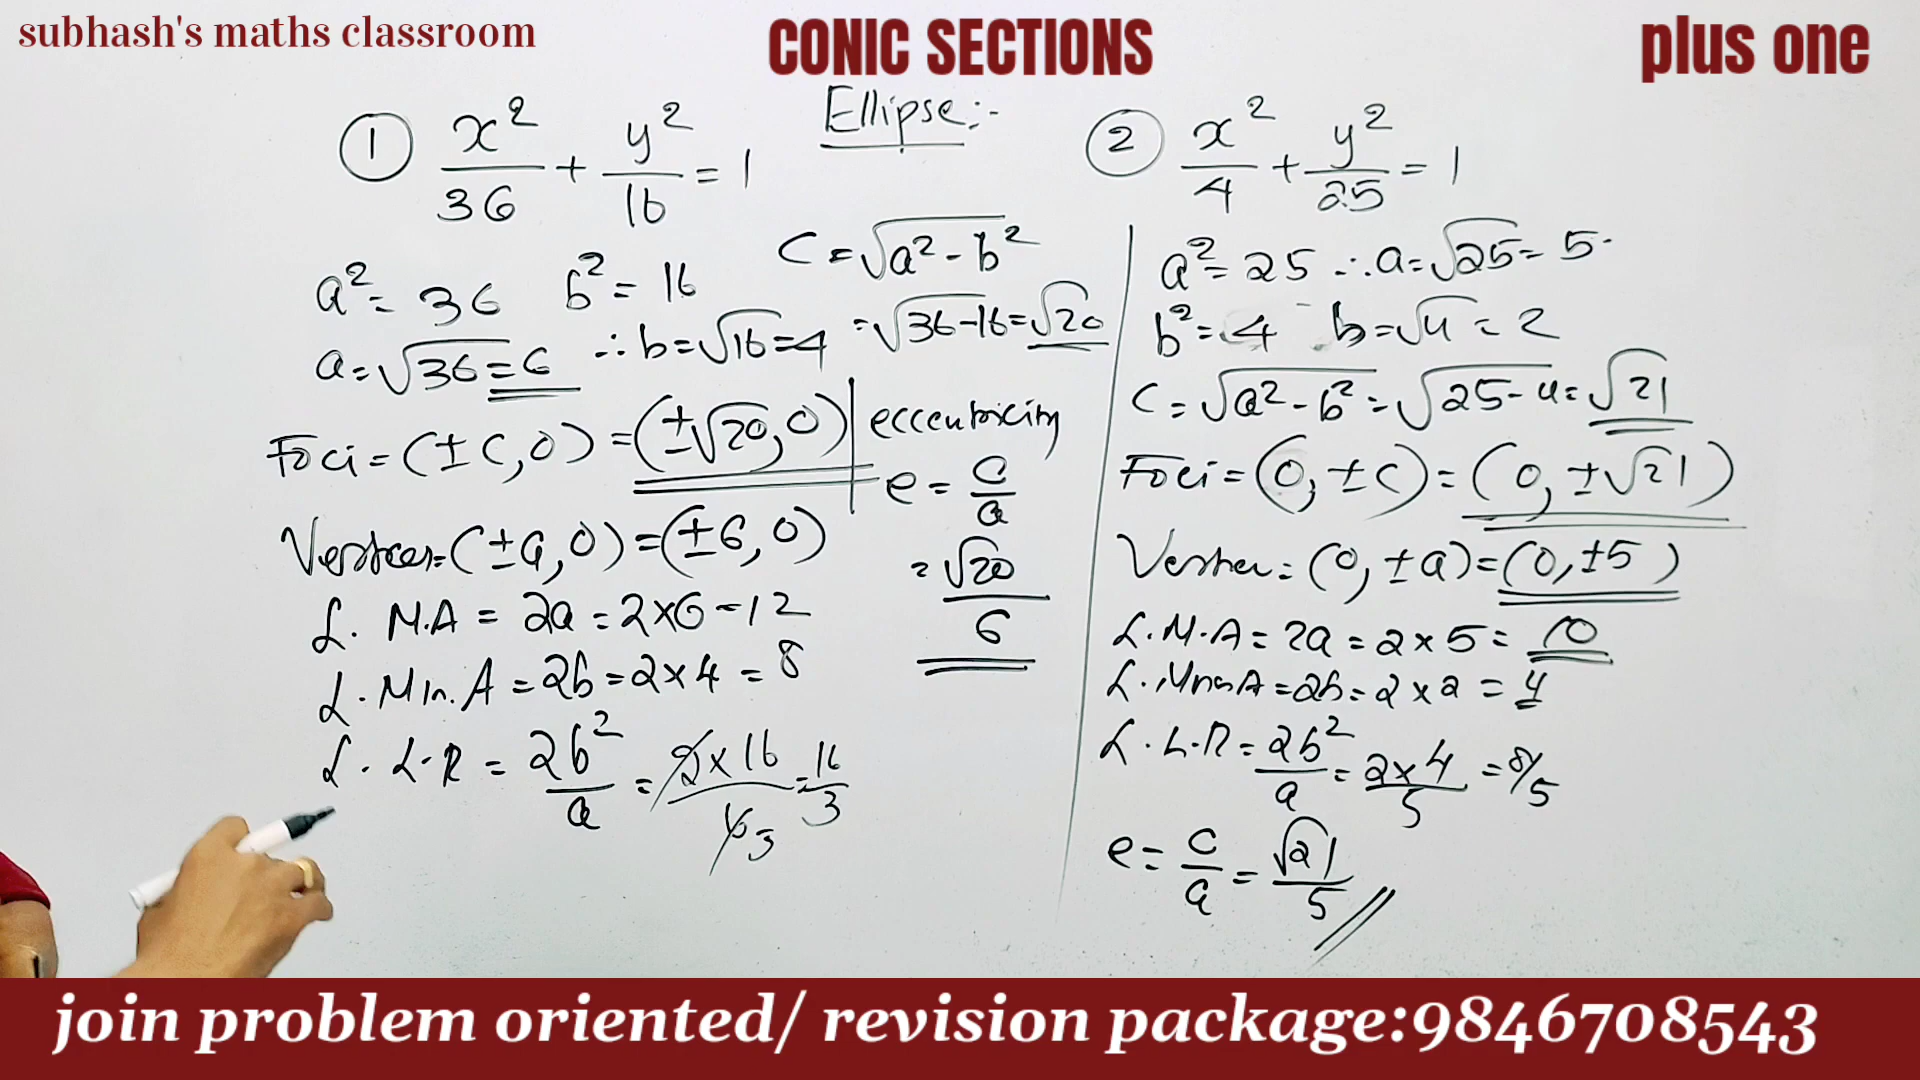 subhash's maths classroom
CONIC SECTIONS
plus one
Ellipse:-
① x²/36 + y²/16 = 1
a² = 36 b² = 16
a = √36 = 6 ∴ b = √16 = 4
C = √a² - b²
= √36-16 = √20
Foci = (± c, 0) = (±√20, 0)
Vertices = (± a, 0) = (±6, 0)
L. M.A = 2a = 2×6 = 12
L. Min. A = 2b = 2×4 = 8
L. L.R = 2b²/a = 2×16/6 3 = 16/3
eccentricity
e = c/a
= √20/6
② x²/4 + y²/25 = 1
a² = 25 ∴ a = √25 = 5
b² = 4 b = √4 = 2
C = √a² - b² = √25-4 = √21
Foci = (0, ± c) = (0, ±√21)
= (0, ± a) = (0, ±5)
L. M. A = 2a = 2 × 5 = 10
= 2b = 2 × 2 = 4
L. L.R = 2b²/a = 2×4/5 = 8/5
e = c/a = √21/5 //
join problem oriented/ revision package:9846708543